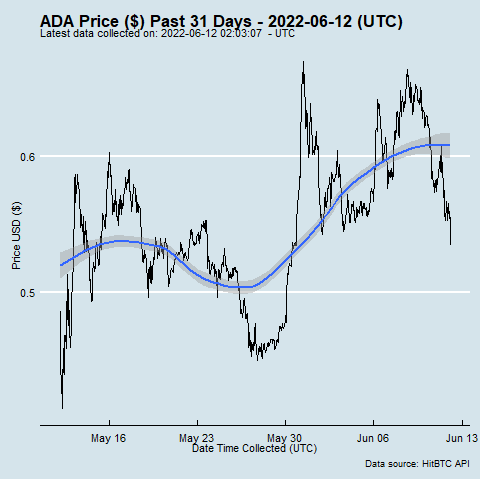 ADA Price ($) Past 31 Days - 2022-06-12 (UTC)
Latest data collected on: 2022-06-12 02:03:07  - UTC
Price USD ($)
0.6
0.5
May 16
May 23
May 30
Jun 06
Jun 13
Date Time Collected (UTC)
Data source: HitBTC API